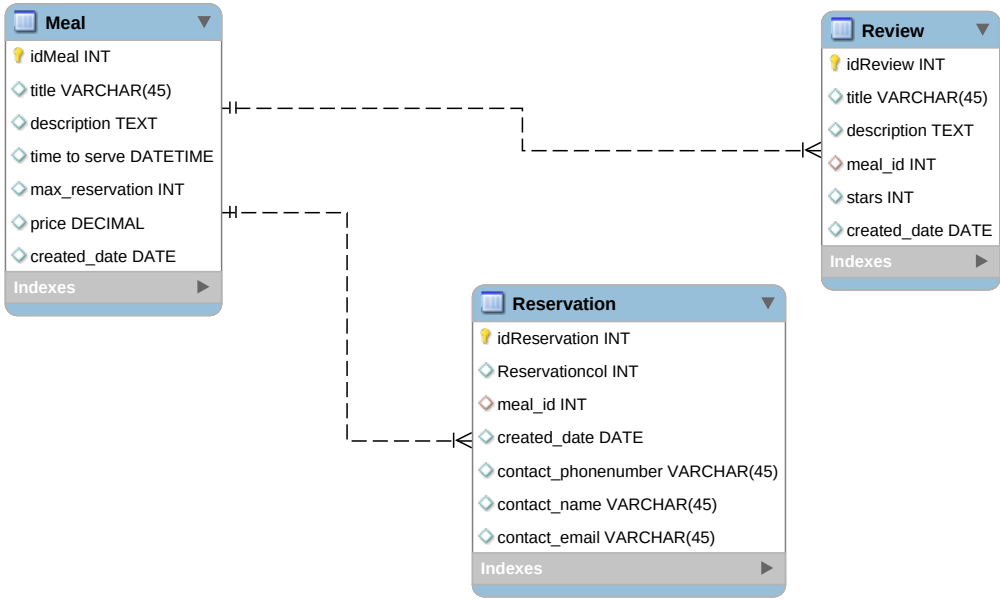 Meal
idMeal INT
title VARCHAR(45)
description TEXT
time to serve DATETIME
max_reservation INT
price DECIMAL
created_date DATE
Indexes
Review
idReview INT
title VARCHAR(45)
description TEXT
meal_id INT
stars INT
created_date DATE
Indexes
Reservation
idReservation INT
Reservationcol INT
meal_id INT
created_date DATE
contact_phonenumber VARCHAR(45)
contact_name VARCHAR(45)
contact_email VARCHAR(45)
Indexes